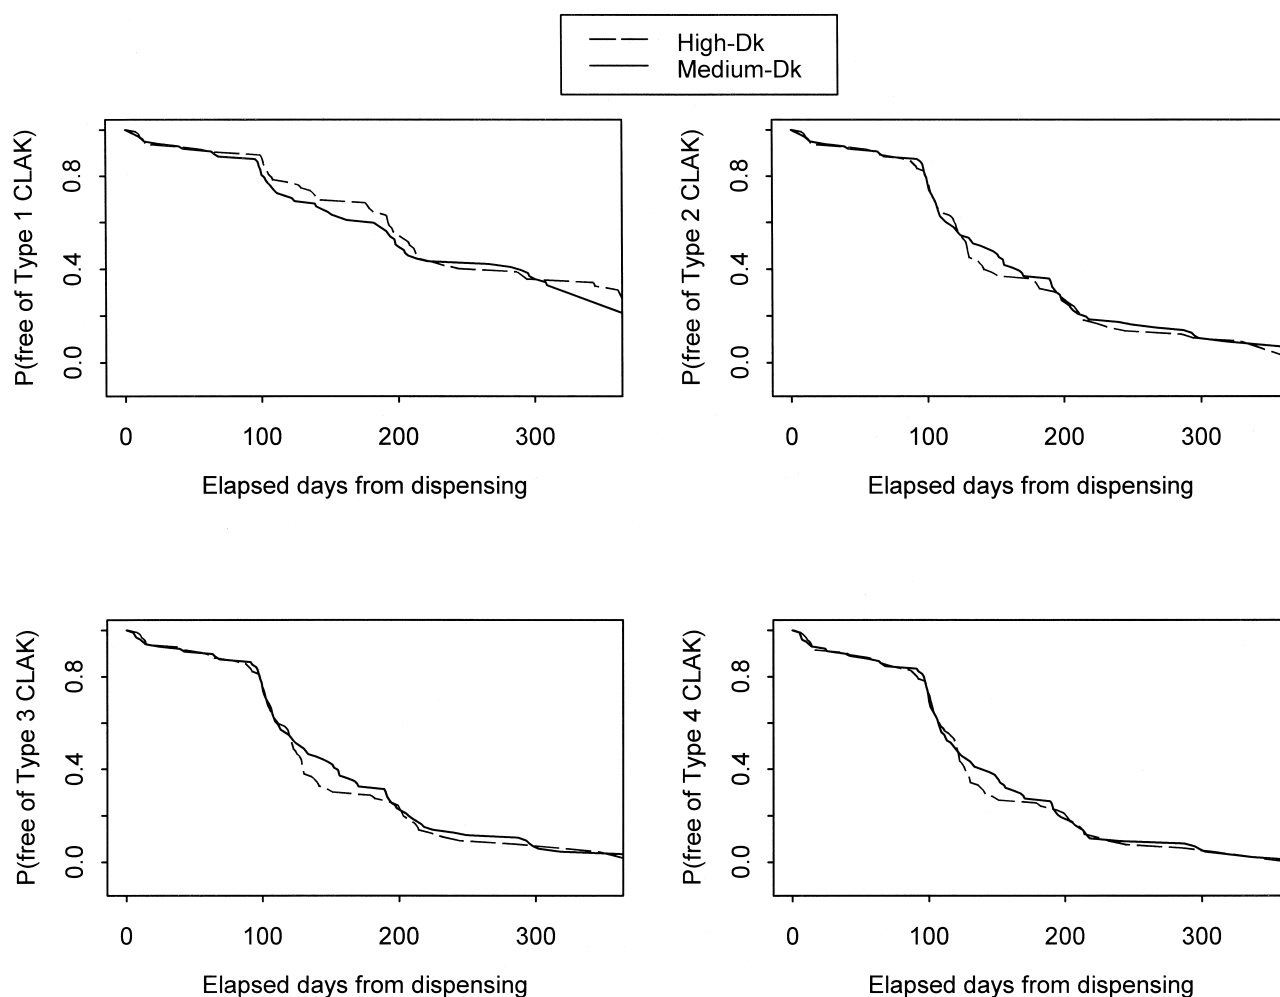 High-Dk
Medium-Dk
P(free of Type 1 CLAK)
0.8
0.4
0.0
0 100 200 300
Elapsed days from dispensing
P(free of Type 2 CLAK)
0.8
0.4
0.0
0 100 200 300
Elapsed days from dispensing
P(free of Type 3 CLAK)
0.8
0.4
0.0
0 100 200 300
Elapsed days from dispensing
P(free of Type 4 CLAK)
0.8
0.4
0.0
0 100 200 300
Elapsed days from dispensing